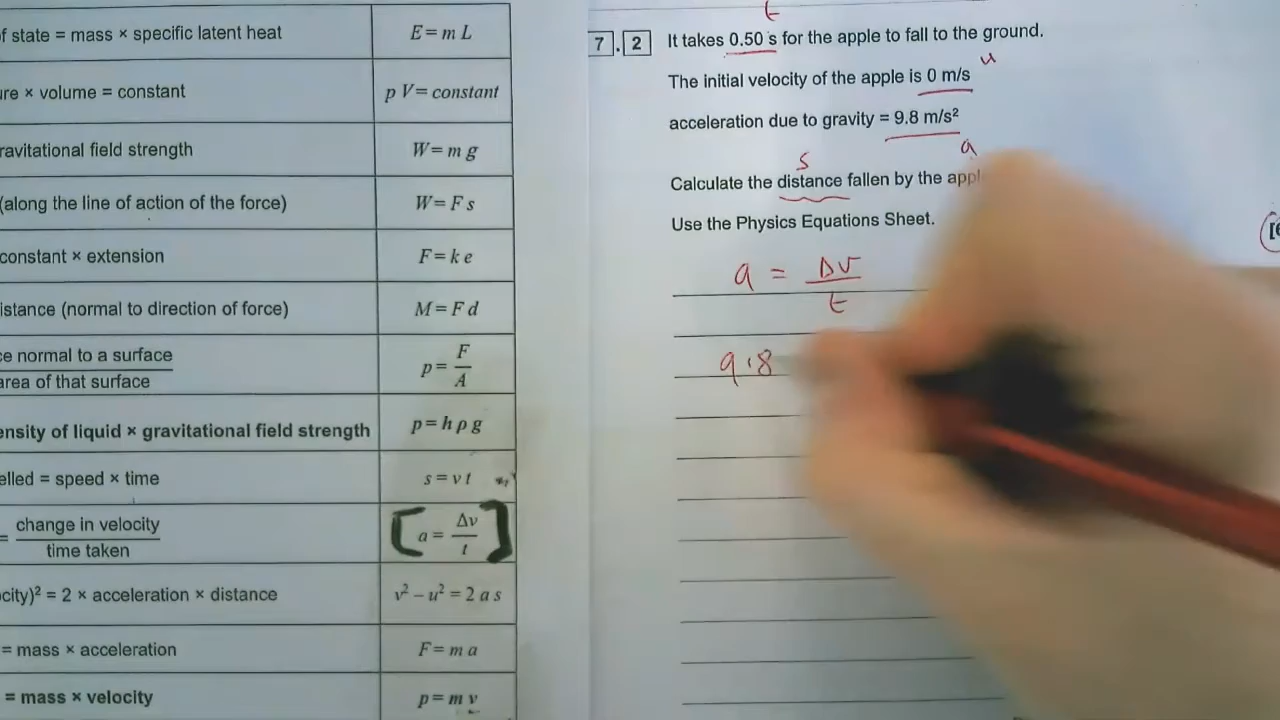 f state = mass × specific latent heat
E = m L
ure × volume = constant
p V = constant
ravitational field strength
W = m g
(along the line of action of the force)
W = F s
constant × extension
F = k e
istance (normal to direction of force)
M = F d
ce normal to a surface
area of that surface
p = F
A
ensity of liquid × gravitational field strength
p = h ρ g
elled = speed × time
s = v t
= change in velocity
time taken
[a = Δv
t]
city)² = 2 × acceleration × distance
v² – u² = 2 a s
= mass × acceleration
F = m a
= mass × velocity
p = m v
t
7.2 It takes 0.50 s for the apple to fall to the ground.
u
The initial velocity of the apple is 0 m/s
acceleration due to gravity = 9.8 m/s²
s
a
Calculate the distance fallen by the appl
Use the Physics Equations Sheet.
[6
a = Δv
t
9.8